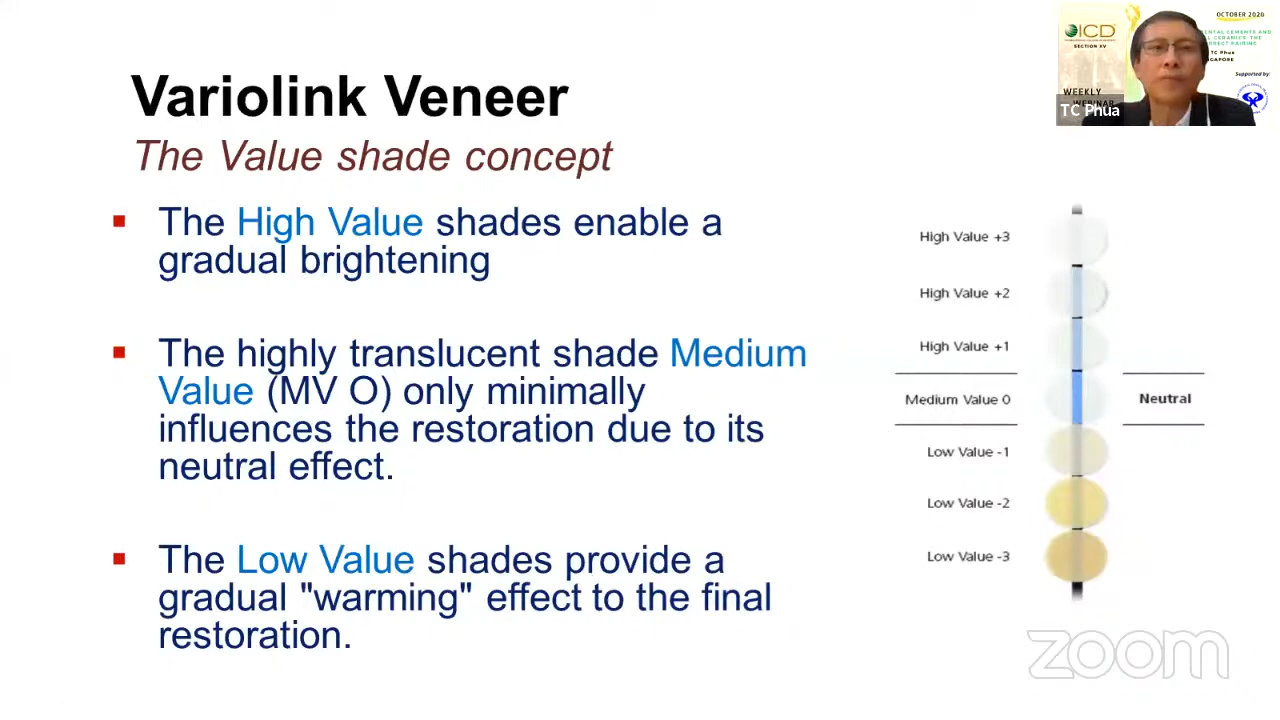 Variolink Veneer
The Value shade concept
▪ The High Value shades enable a
gradual brightening
▪ The highly translucent shade Medium
Value (MV O) only minimally
influences the restoration due to its
neutral effect.
▪ The Low Value shades provide a
gradual "warming" effect to the final
restoration.
High Value +3
High Value +2
High Value +1
Medium Value 0
Neutral
Low Value -1
Low Value -2
Low Value -3
ICD
SECTION XV
WEEKLY
WEBINAR
OCTOBER 2020
TC Phua
Supported by:
TC Phua
zoom